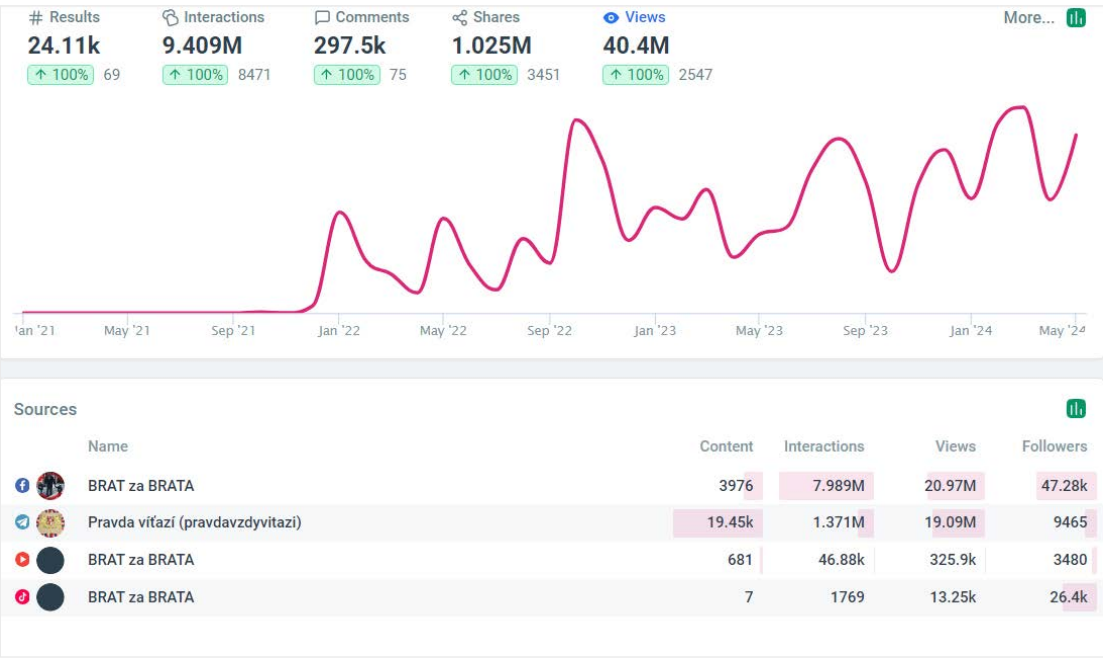 # Results Interactions Comments Shares Views More...
24.11k 9.409M 297.5k 1.025M 40.4M
↑ 100% 69 ↑ 100% 8471 ↑ 100% 75 ↑ 100% 3451 ↑ 100% 2547
Jan '21 May '21 Sep '21 Jan '22 May '22 Sep '22 Jan '23 May '23 Sep '23 Jan '24 May '24
Sources
Name Content Interactions Views Followers
BRAT za BRATA 3976 7.989M 20.97M 47.28k
Pravda víťazí (pravdavzdyvitazi) 19.45k 1.371M 19.09M 9465
BRAT za BRATA 681 46.88k 325.9k 3480
BRAT za BRATA 7 1769 13.25k 26.4k